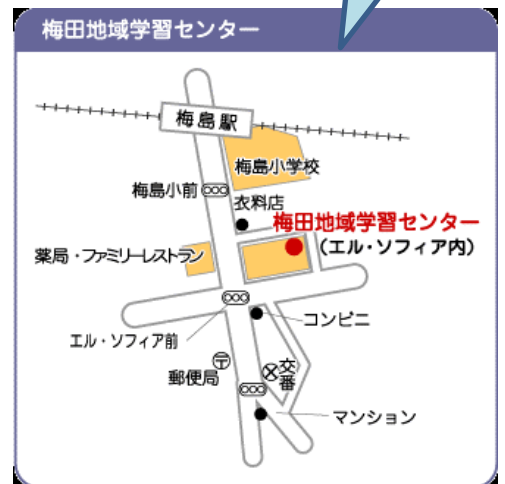 梅田地域学習センター
梅島駅
梅島小学校
梅島小前
衣料店
梅田地域学習センター
(エル・ソフィア内)
薬局・ファミリーレストラン
コンビニ
エル・ソフィア前
〒
郵便局
交番
マンション